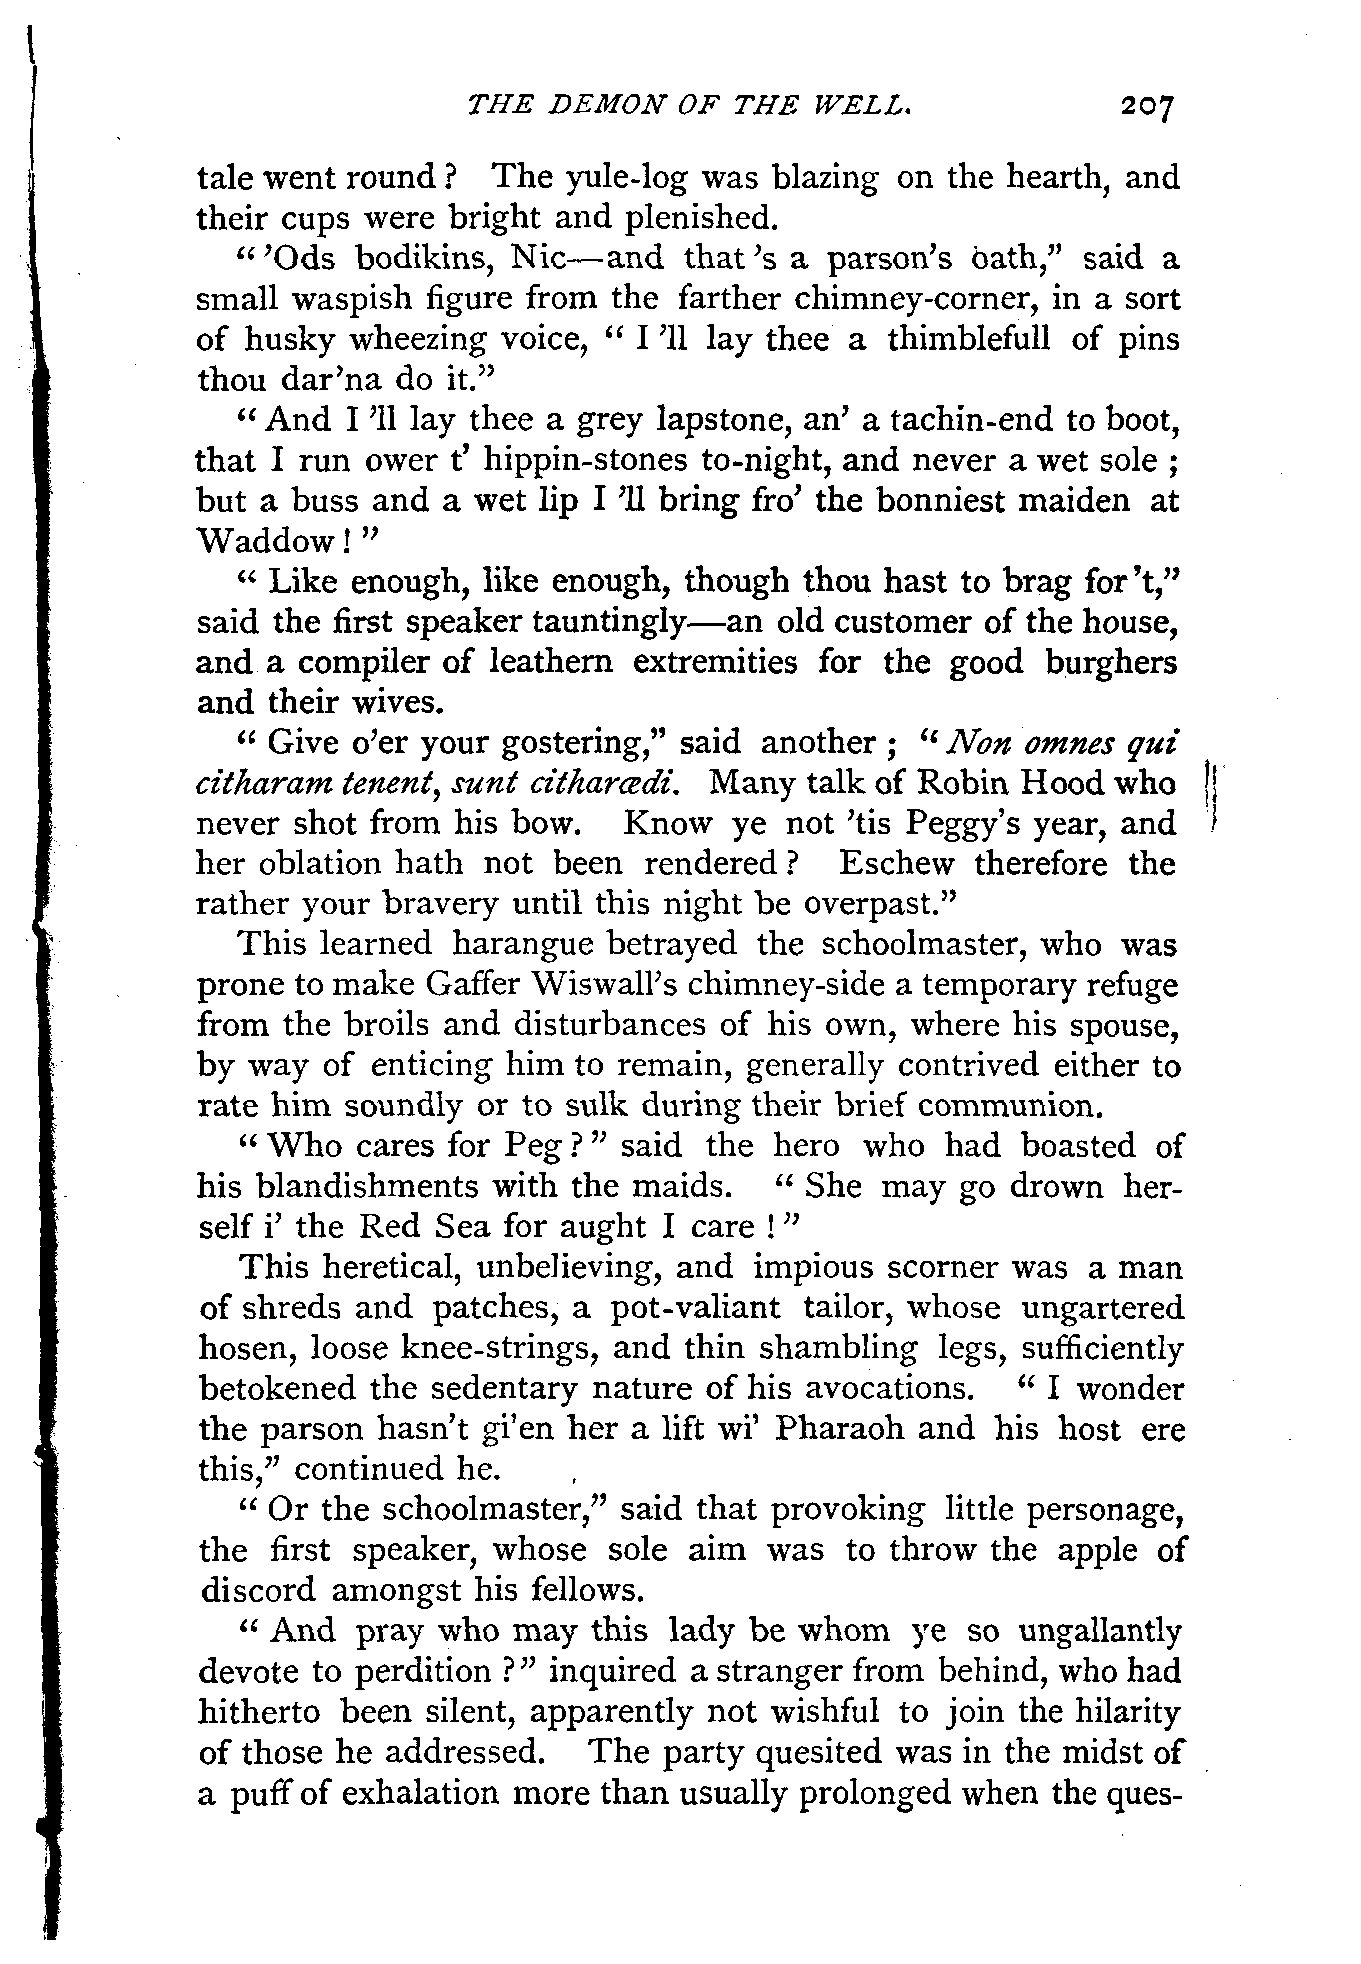 THE DEMON OF THE WELL. 207
tale went round ? The yule-log was blazing on the hearth, and
their cups were bright and plenished.
“ ’Ods bodikins, Nic—and that ’s a parson’s oath,” said a
small waspish figure from the farther chimney-corner, in a sort
of husky wheezing voice, “ I ’ll lay thee a thimblefull of pins
thou dar’na do it.”
“ And I ’ll lay thee a grey lapstone, an’ a tachin-end to boot,
that I run ower t’ hippin-stones to-night, and never a wet sole ;
but a buss and a wet lip I ’ll bring fro’ the bonniest maiden at
Waddow ! ”
“ Like enough, like enough, though thou hast to brag for ’t,”
said the first speaker tauntingly—an old customer of the house,
and a compiler of leathern extremities for the good burghers
and their wives.
“ Give o’er your gostering,” said another ; “ Non omnes qui
citharam tenent, sunt citharœdi. Many talk of Robin Hood who
never shot from his bow. Know ye not ’tis Peggy’s year, and
her oblation hath not been rendered ? Eschew therefore the
rather your bravery until this night be overpast.”
This learned harangue betrayed the schoolmaster, who was
prone to make Gaffer Wiswall’s chimney-side a temporary refuge
from the broils and disturbances of his own, where his spouse,
by way of enticing him to remain, generally contrived either to
rate him soundly or to sulk during their brief communion.
“ Who cares for Peg ? ” said the hero who had boasted of
his blandishments with the maids. “ She may go drown her-
self i’ the Red Sea for aught I care ! ”
This heretical, unbelieving, and impious scorner was a man
of shreds and patches, a pot-valiant tailor, whose ungartered
hosen, loose knee-strings, and thin shambling legs, sufficiently
betokened the sedentary nature of his avocations. “ I wonder
the parson hasn’t gi’en her a lift wi’ Pharaoh and his host ere
this,” continued he.
“ Or the schoolmaster,” said that provoking little personage,
the first speaker, whose sole aim was to throw the apple of
discord amongst his fellows.
“ And pray who may this lady be whom ye so ungallantly
devote to perdition ? ” inquired a stranger from behind, who had
hitherto been silent, apparently not wishful to join the hilarity
of those he addressed. The party quesited was in the midst of
a puff of exhalation more than usually prolonged when the ques-